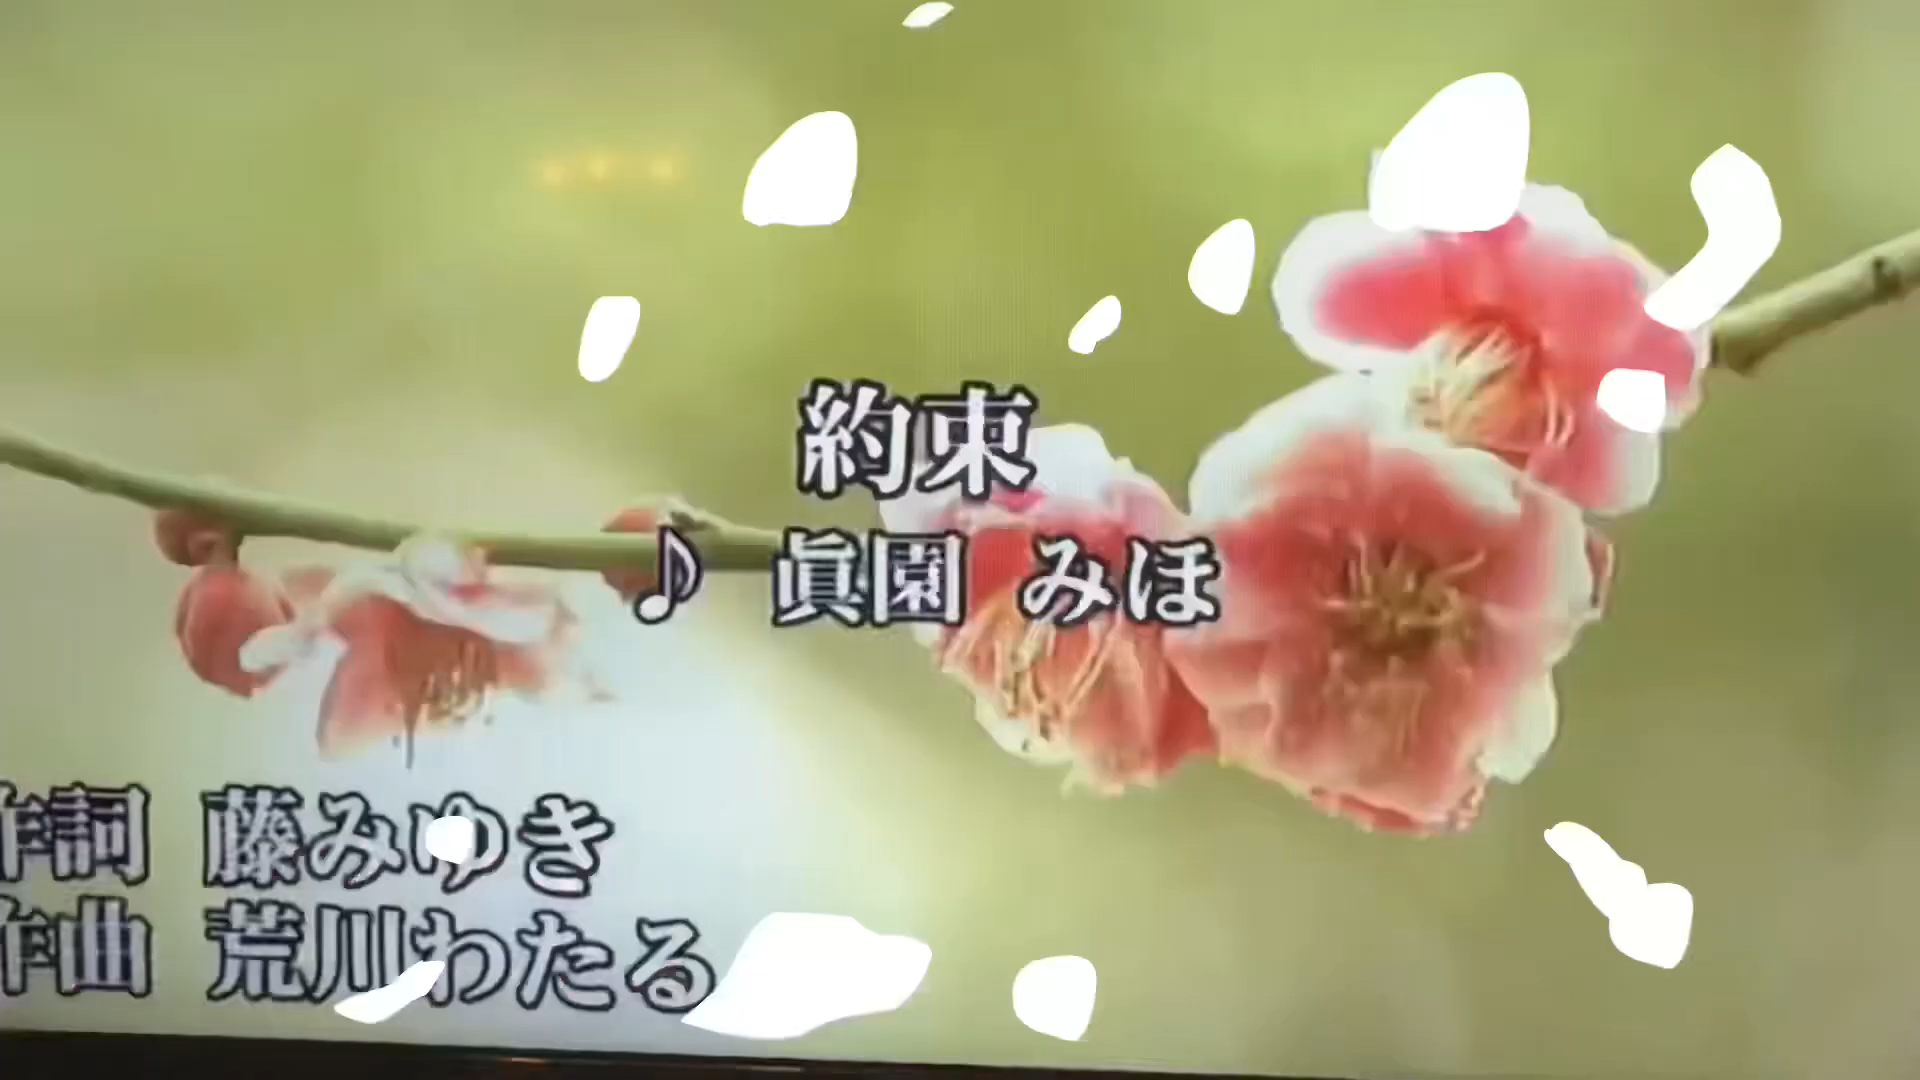 約束
♪ 眞園 みほ
作詞 藤みゆき
作曲 荒川わたる